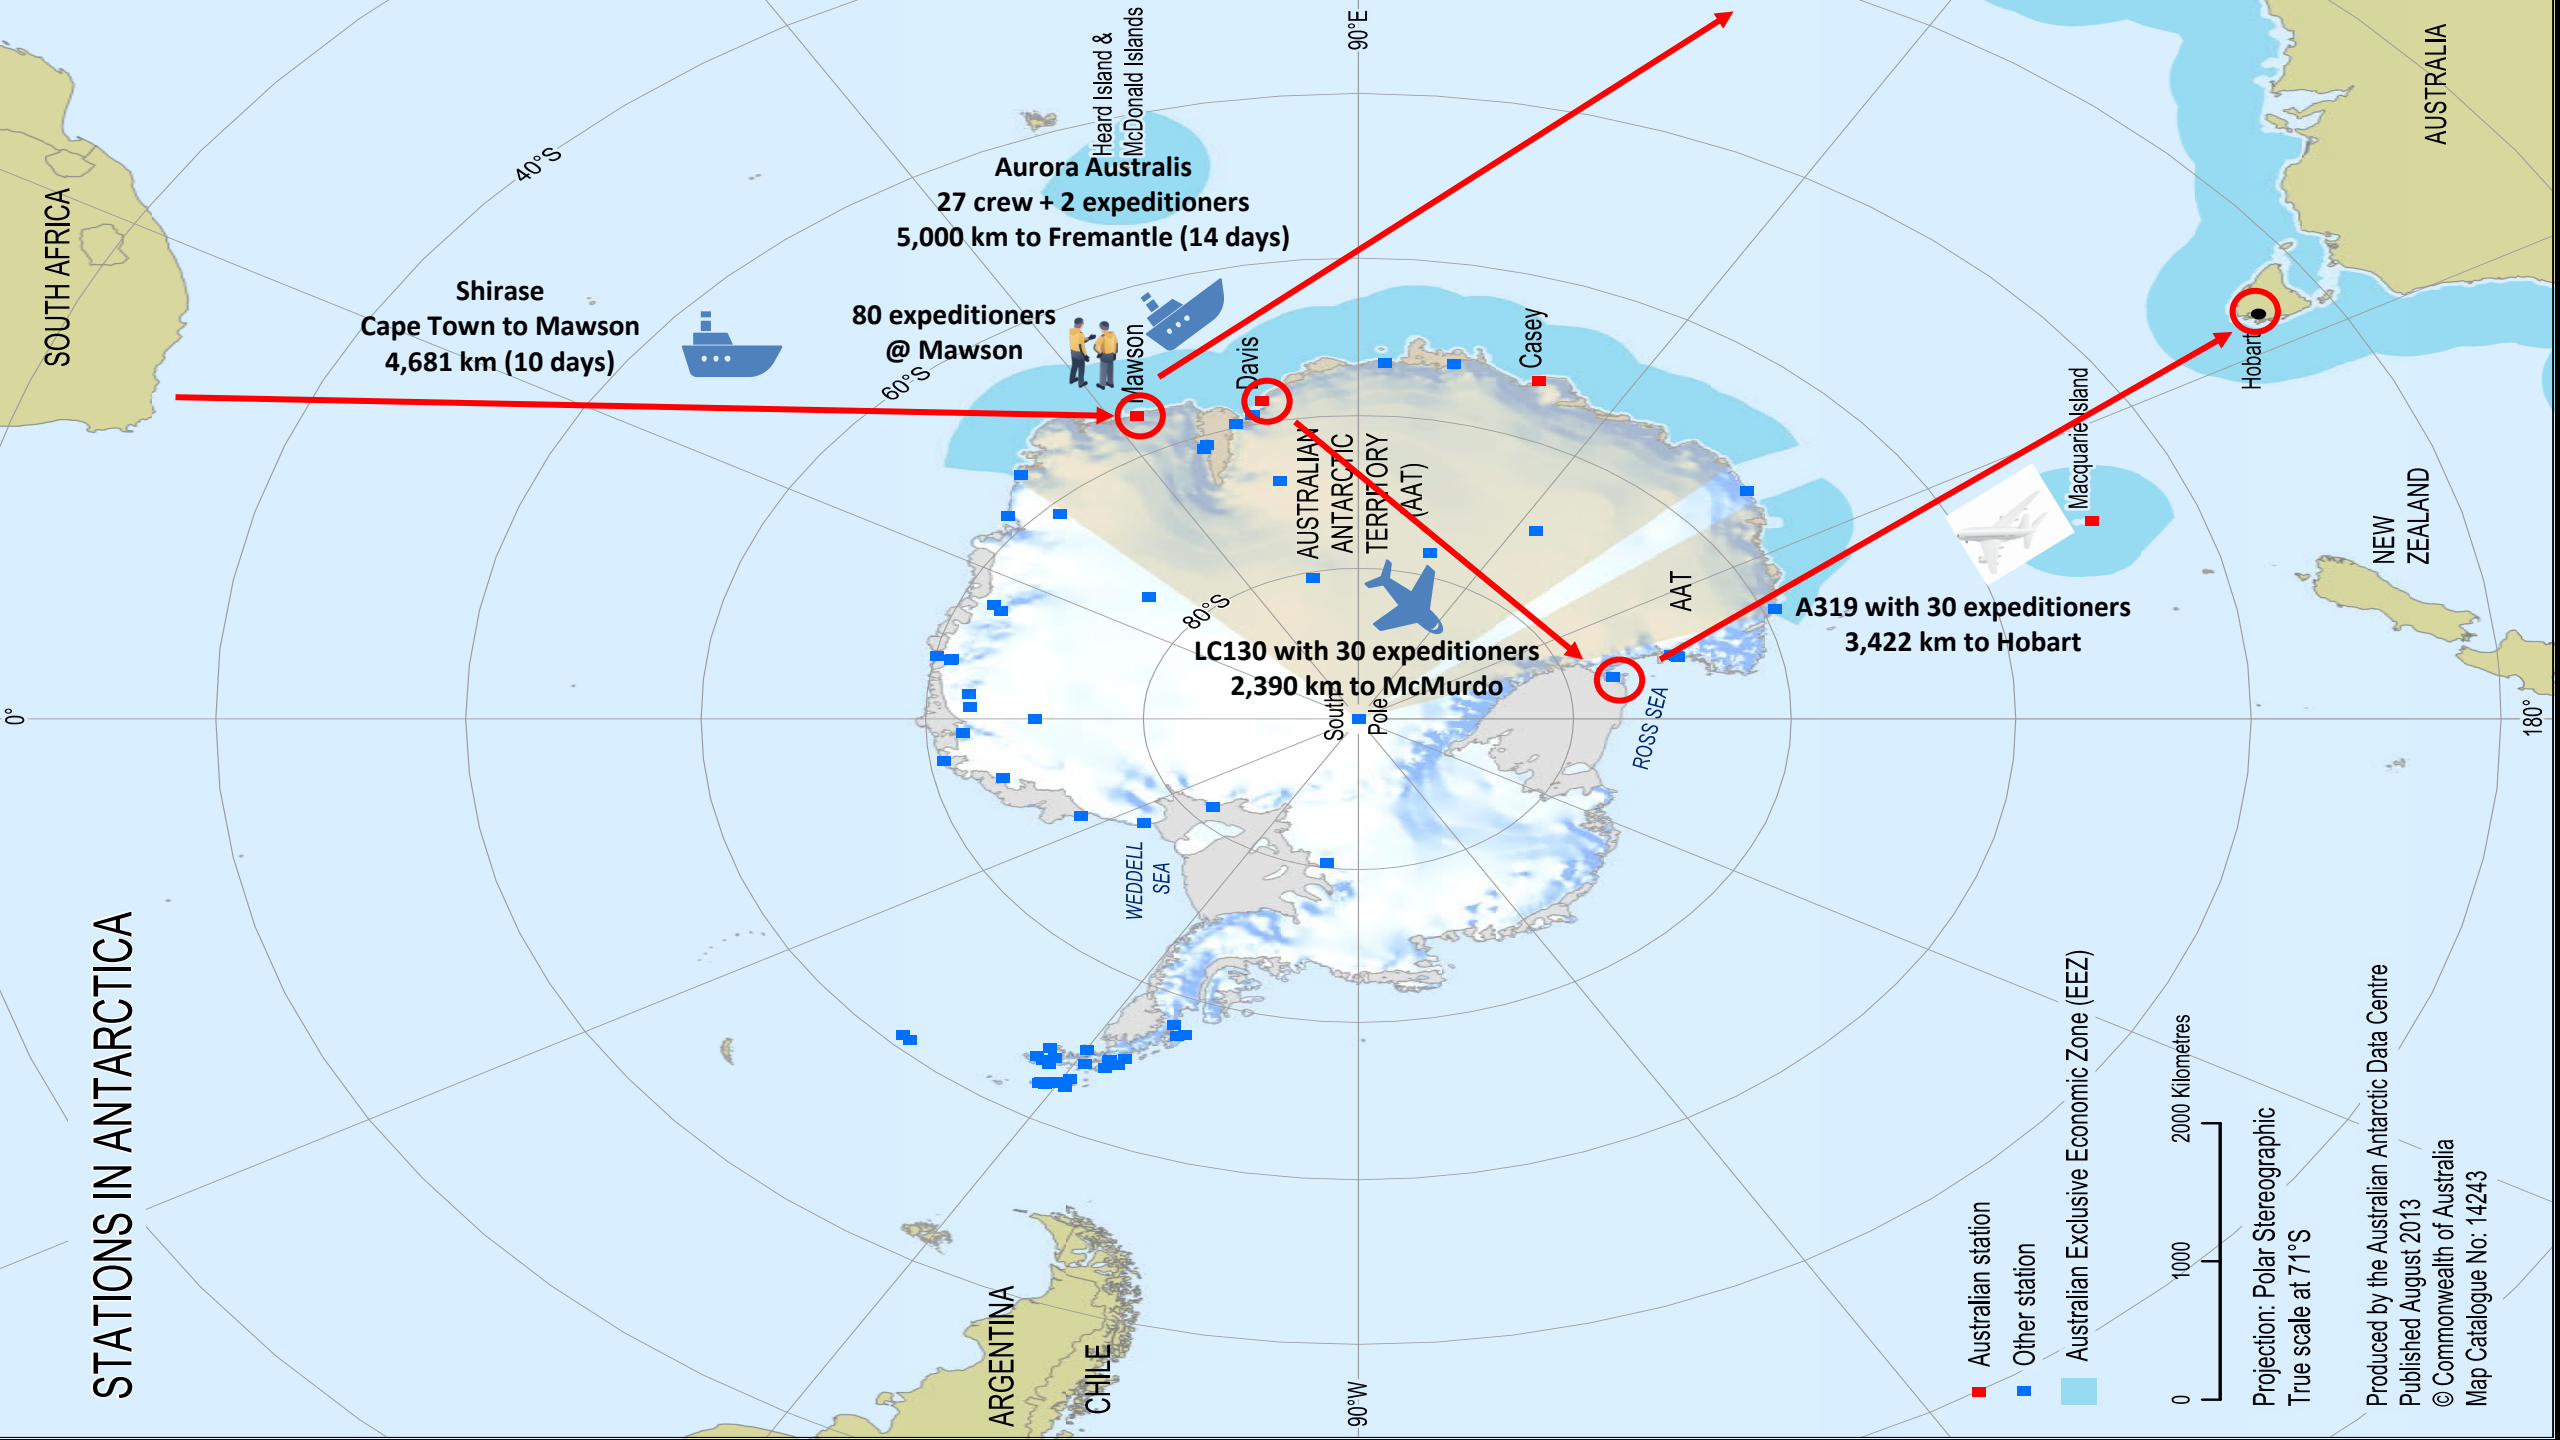 STATIONS IN ANTARCTICA
SOUTH AFRICA
40°S
Heard Island &
McDonald Islands
90°E
AUSTRALIA
Aurora Australis
27 crew + 2 expeditioners
5,000 km to Fremantle (14 days)
Shirase
Cape Town to Mawson
4,681 km (10 days)
80 expeditioners
@ Mawson
60°S
Mawson
Davis
Casey
Hobart
Macquarie Island
AUSTRALIAN
ANTARCTIC
TERRITORY
(AAT)
AAT
80°S
NEW
ZEALAND
A319 with 30 expeditioners
3,422 km to Hobart
LC130 with 30 expeditioners
2,390 km to McMurdo
South
Pole
ROSS SEA
0°
180°
WEDDELL
SEA
ARGENTINA
CHILE
90°W
Australian station
Other station
Australian Exclusive Economic Zone (EEZ)
0 1000 2000 Kilometres
Projection: Polar Stereographic
True scale at 71°S
Produced by the Australian Antarctic Data Centre
Published August 2013
© Commonwealth of Australia
Map Catalogue No: 14243